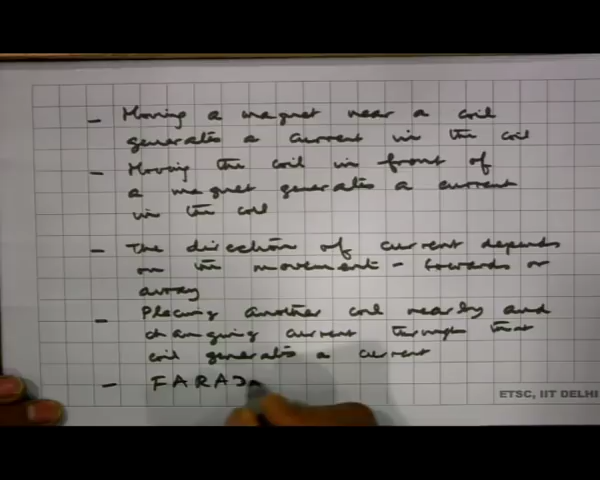 - Moving a magnet near a coil
generates a current in the coil
- Moving the coil in front of
a magnet generates a current
in the coil
- The direction of current depends
on the movement - towards or
away
- Placing another coil nearby and
changing current through that
coil generates a current
- FARAD
ETSC, IIT DELHI